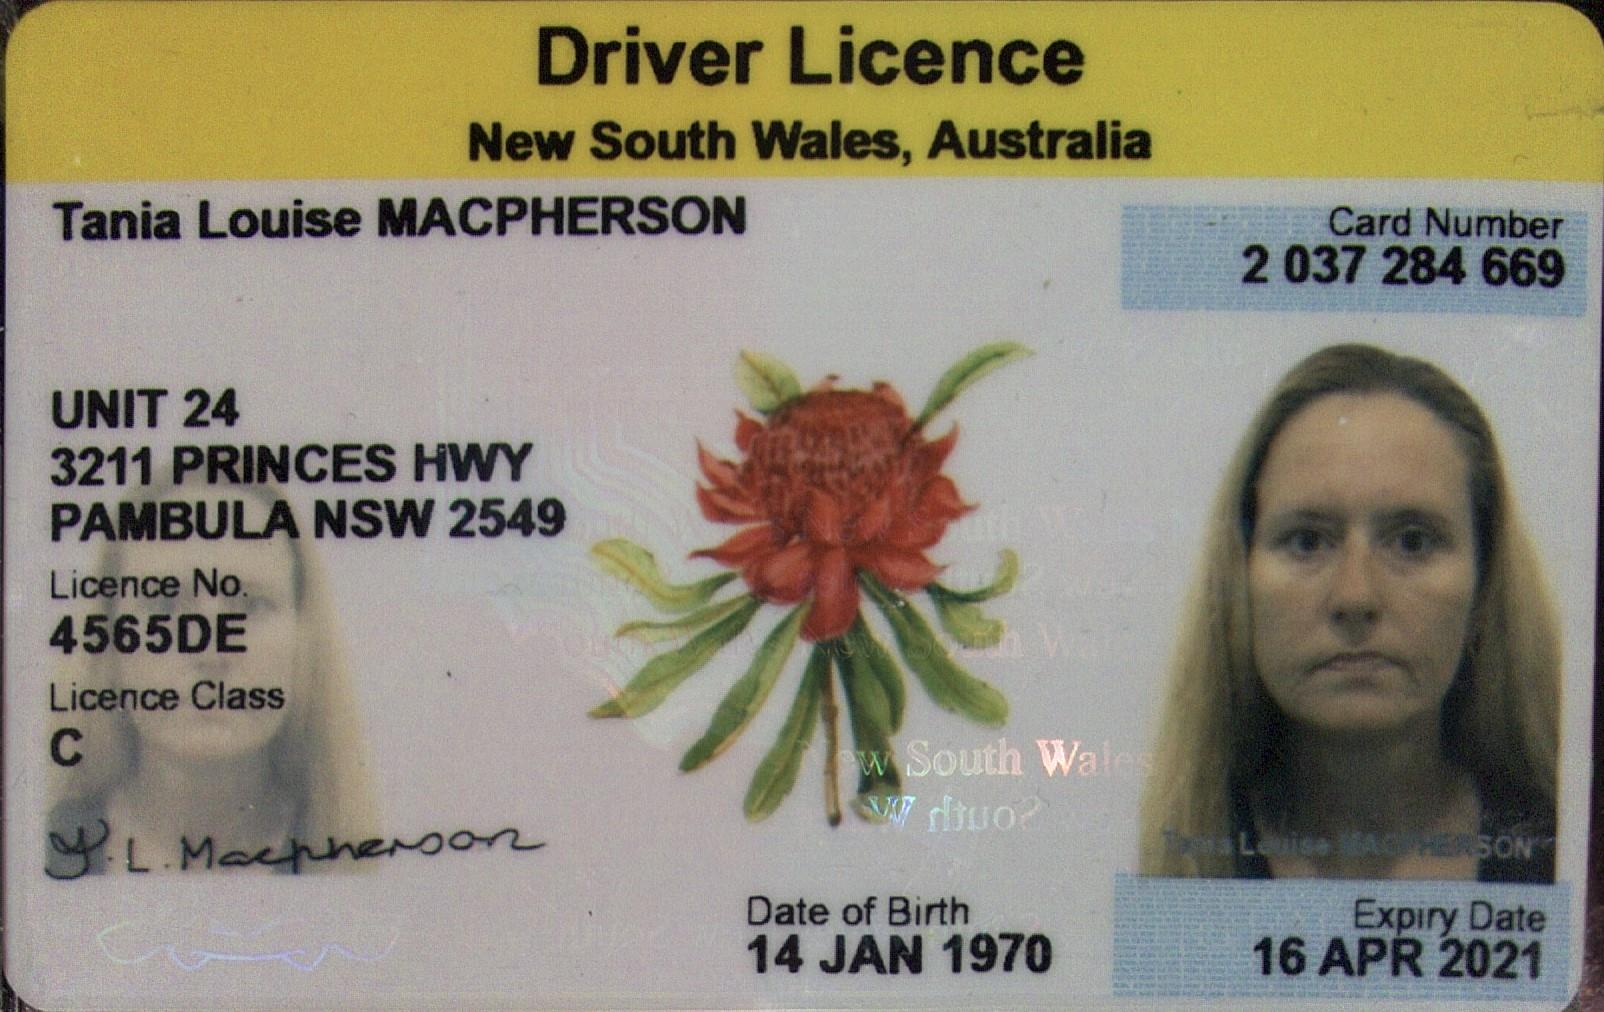 Driver Licence
New South Wales, Australia
Tania Louise MACPHERSON
Card Number
2 037 284 669
UNIT 24
3211 PRINCES HWY
PAMBULA NSW 2549
Licence No.
4565DE
Licence Class
C
New South Wales
T. L. Macpherson
Tania Louise MACPHERSON
Date of Birth
14 JAN 1970
Expiry Date
16 APR 2021